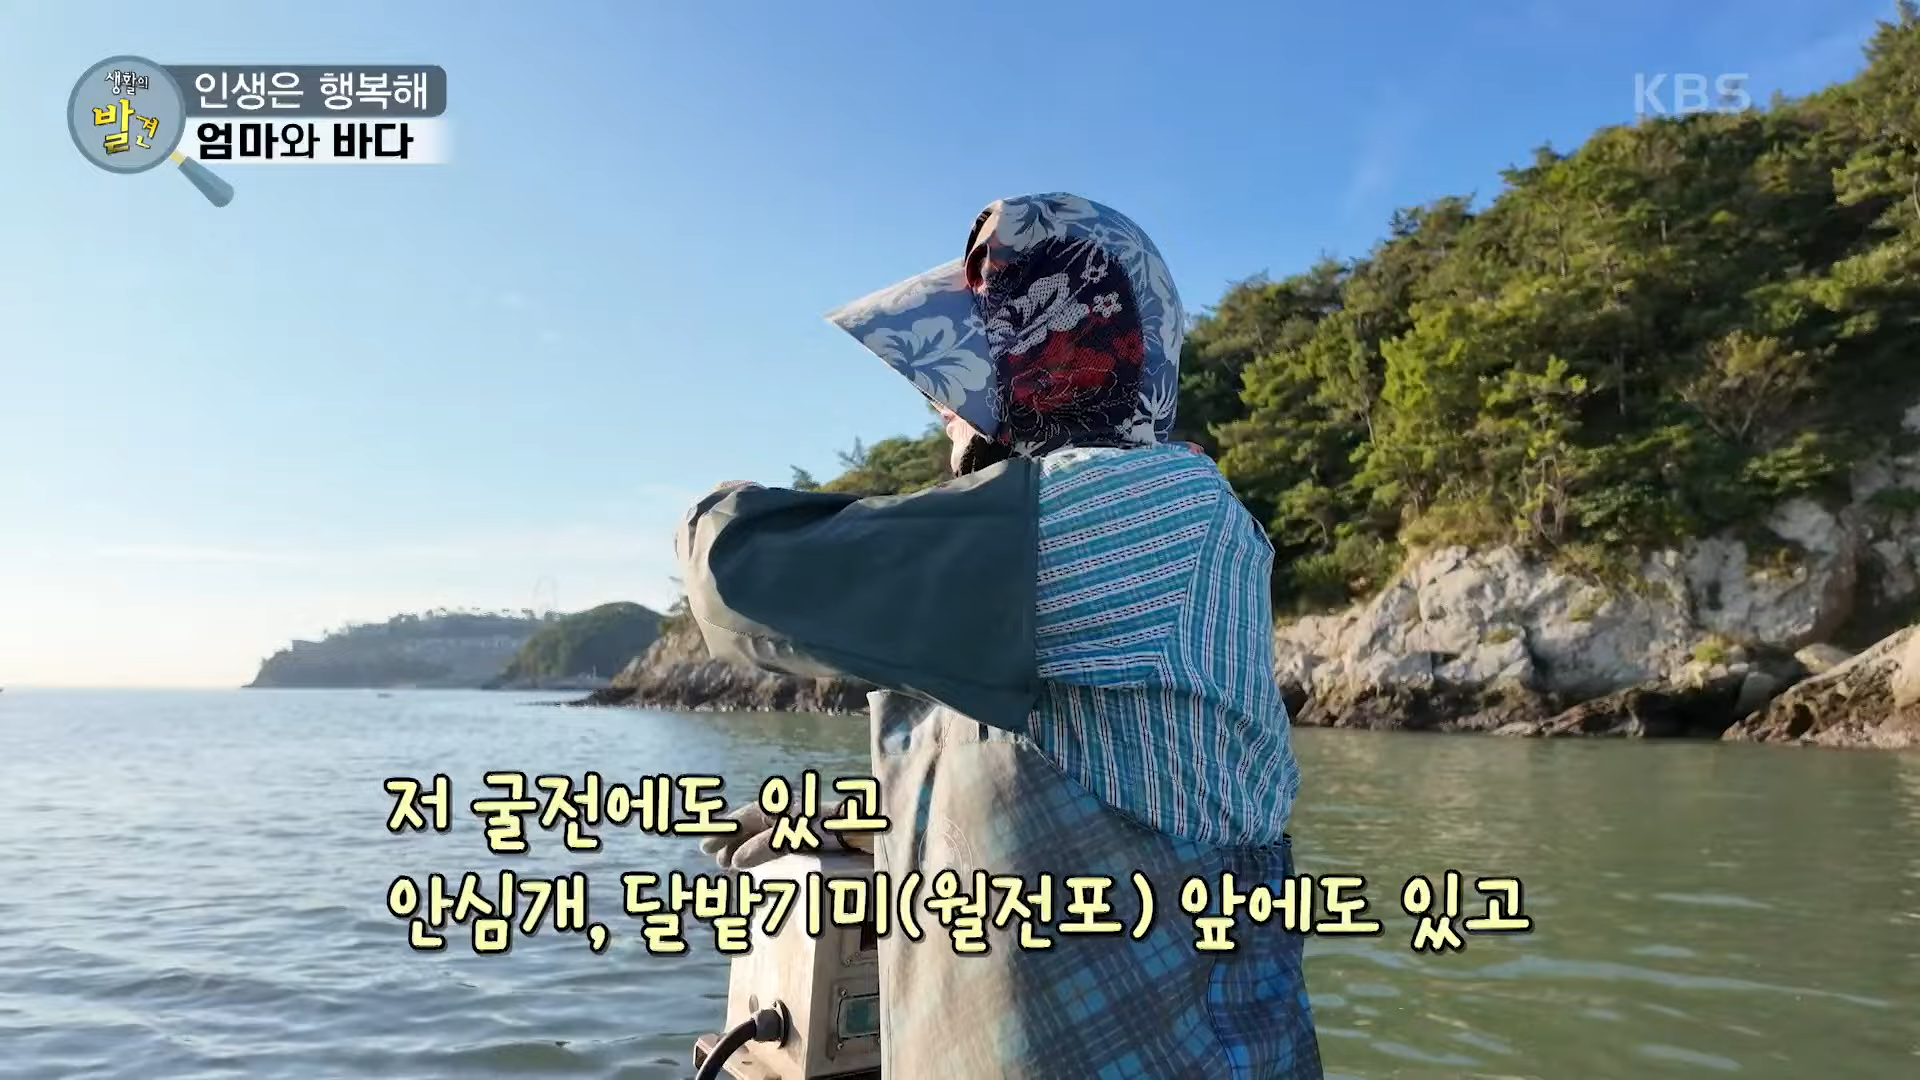 생활의
발견
인생은 행복해
엄마와 바다
KBS
저 굴전에도 있고
안심개, 달밭기미(월전포) 앞에도 있고